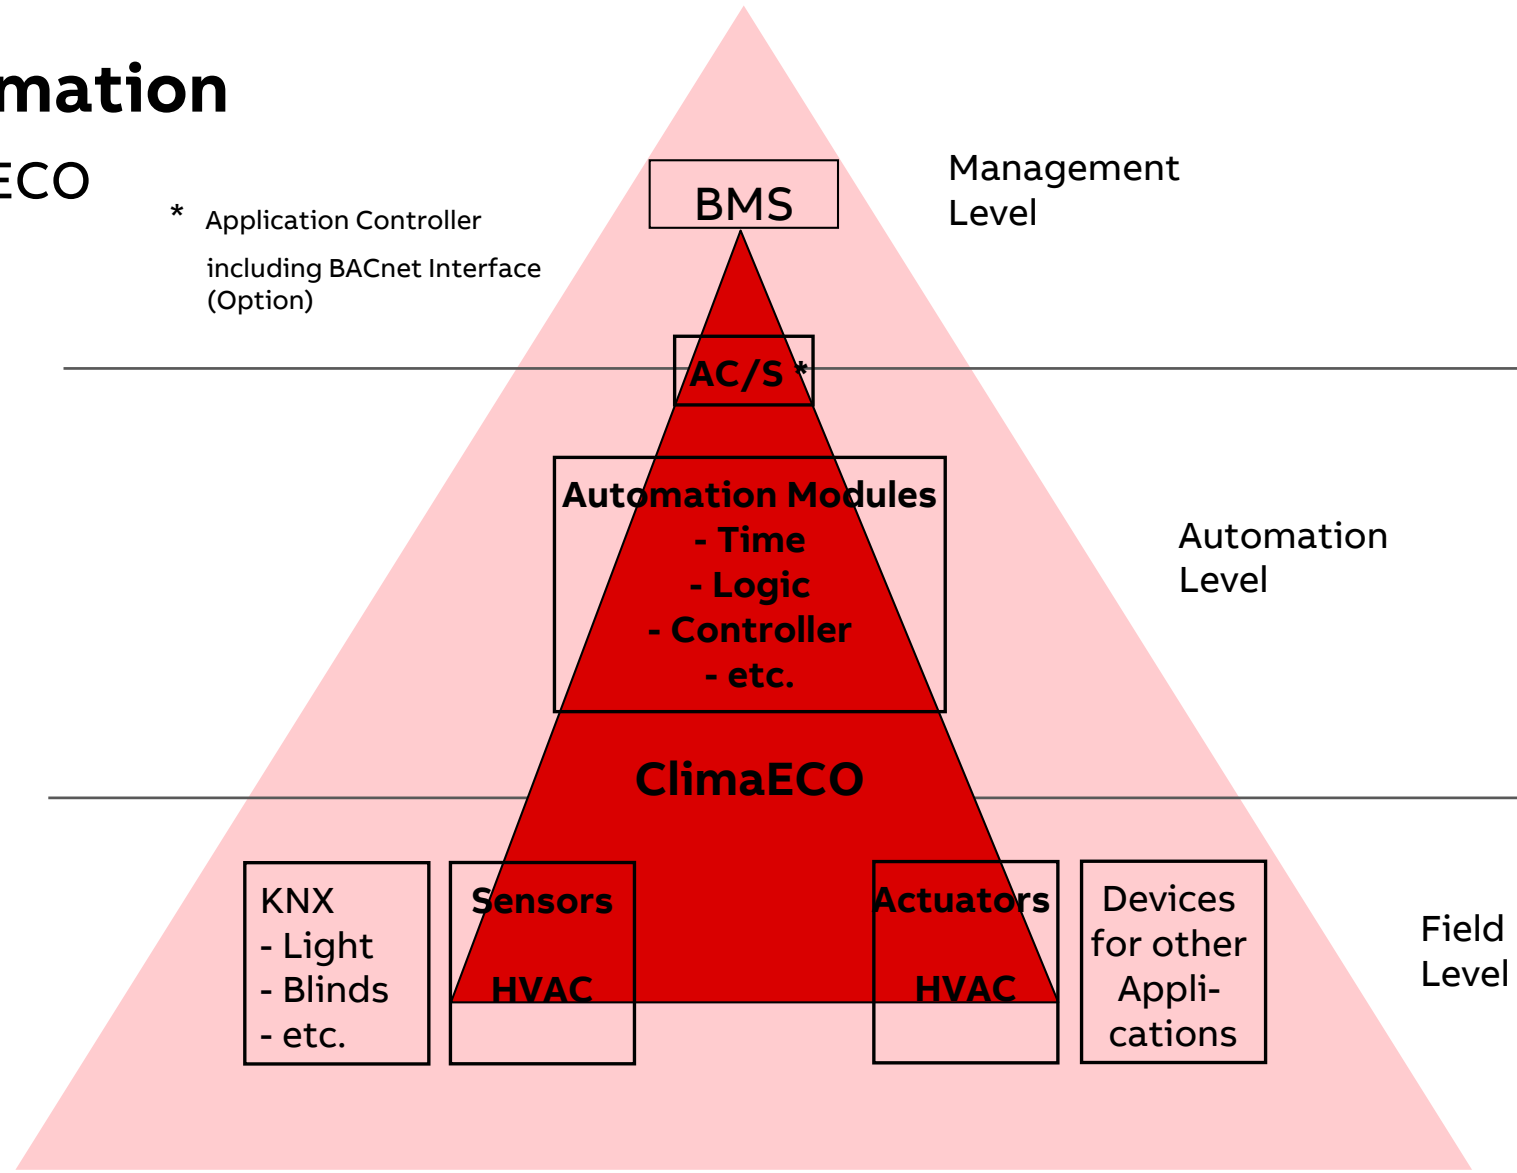 mation
ECO
* Application Controller
including BACnet Interface
(Option)
BMS
Management
Level
AC/S *
Automation Modules
- Time
- Logic
- Controller
- etc.
Automation
Level
ClimaECO
KNX
- Light
- Blinds
- etc.
Sensors
HVAC
Actuators
HVAC
Devices
for other
Appli-
cations
Field
Level